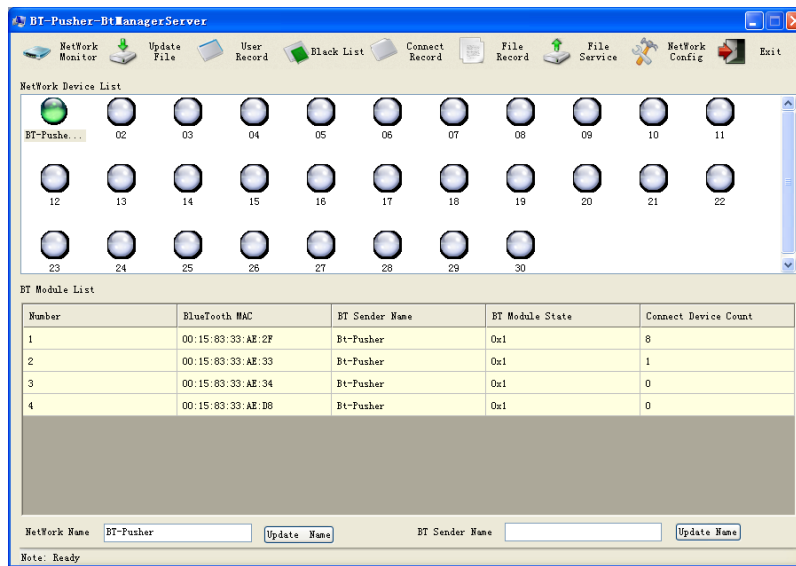 BT-Pusher-BtManagerServer
NetWork Monitor
Update File
User Record
Black List
Connect Record
File Record
File Service
NetWork Config
Exit
NetWork Device List
BT-Pushe... 02 03 04 05 06 07 08 09 10 11
12 13 14 15 16 17 18 19 20 21 22
23 24 25 26 27 28 29 30
BT Module List
Number BlueTooth MAC BT Sender Name BT Module State Connect Device Count
1 00:15:83:33:AE:2F Bt-Pusher 0x1 8
2 00:15:83:33:AE:33 Bt-Pusher 0x1 1
3 00:15:83:33:AE:34 Bt-Pusher 0x1 0
4 00:15:83:33:AE:D8 Bt-Pusher 0x1 0
NetWork Name BT-Pusher Update Name BT Sender Name Update Name
Note: Ready